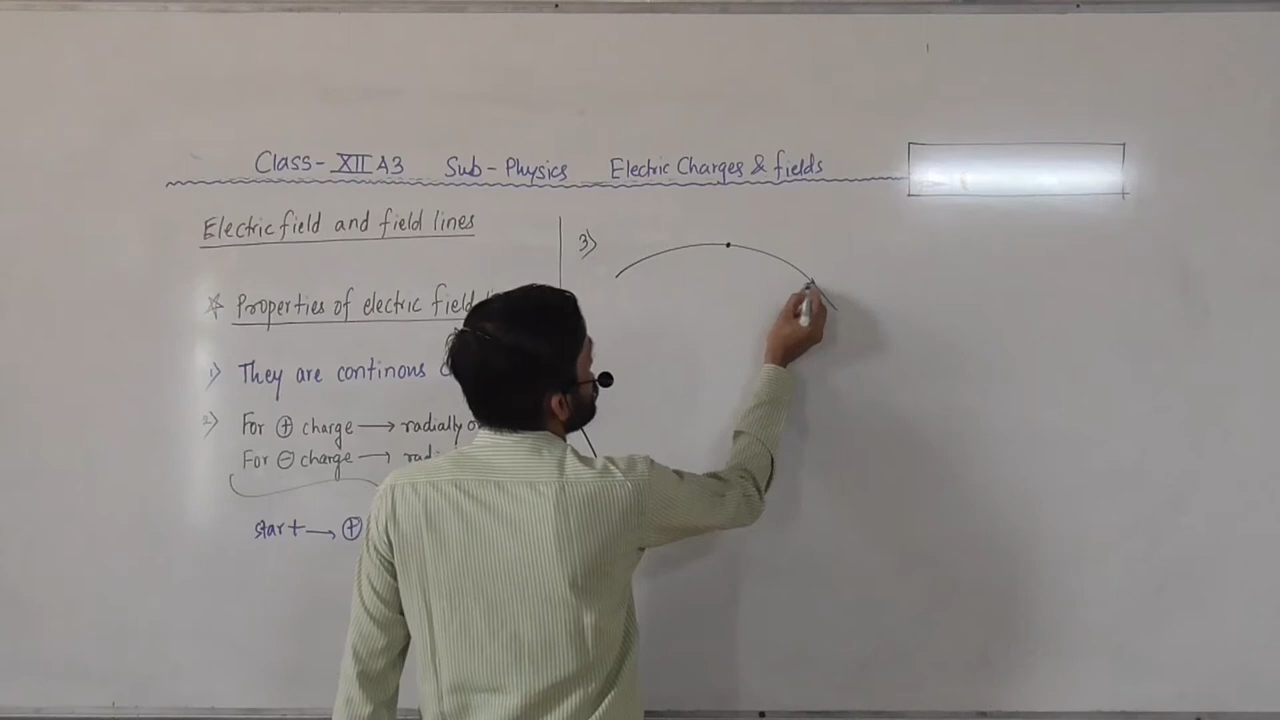 Class-XII A3 Sub-Physics Electric Charges & fields
Electric field and field lines
☆ Properties of electric field
1) They are continous
2) For ⊕ charge → radially
For ⊖ charge →
start → ⊕
3)